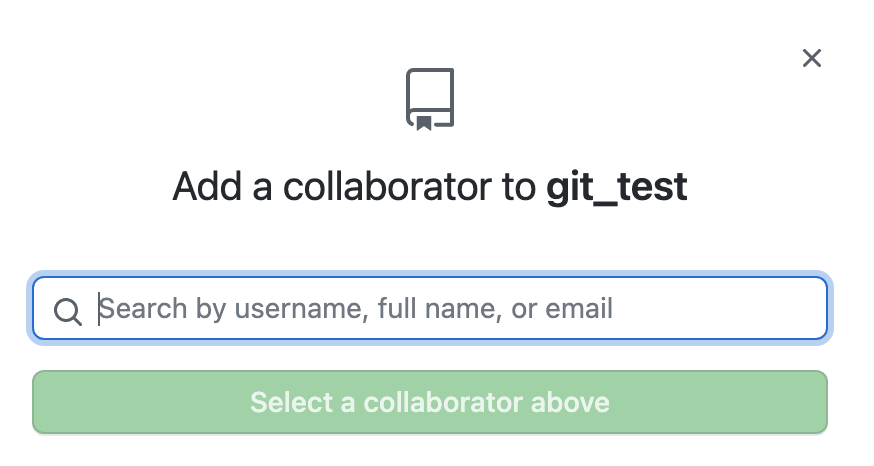 Add a collaborator to git_test
Search by username, full name, or email
Select a collaborator above